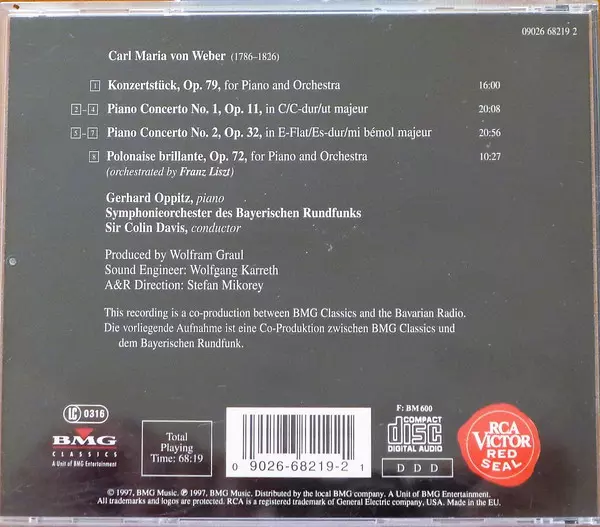 09026 68219 2
Carl Maria von Weber (1786–1826)
1 Konzertstück, Op. 79, for Piano and Orchestra 16:00
2–4 Piano Concerto No. 1, Op. 11, in C/C-dur/ut majeur 20:08
5–7 Piano Concerto No. 2, Op. 32, in E-Flat/Es-dur/mi bémol majeur 20:56
8 Polonaise brillante, Op. 72, for Piano and Orchestra 10:27
(orchestrated by Franz Liszt)
Gerhard Oppitz, piano
Symphonieorchester des Bayerischen Rundfunks
Sir Colin Davis, conductor
Produced by Wolfram Graul
Sound Engineer: Wolfgang Karreth
A&R Direction: Stefan Mikorey
This recording is a co-production between BMG Classics and the Bavarian Radio.
Die vorliegende Aufnahme ist eine Co-Produktion zwischen BMG Classics und
dem Bayerischen Rundfunk.
LC 0316
BMG
CLASSICS
A Unit of BMG Entertainment
Total
Playing
Time: 68:19
0 9026-68219-2 1
F: BM 600
COMPACT
disc
DIGITAL AUDIO
D D D
RCA
VICTOR
RED
SEAL
© 1997, BMG Music. ℗ 1997, BMG Music. Distributed by the local BMG company. A Unit of BMG Entertainment.
All trademarks and logos are protected. RCA is a registered trademark of General Electric company, USA. Made in the EU.